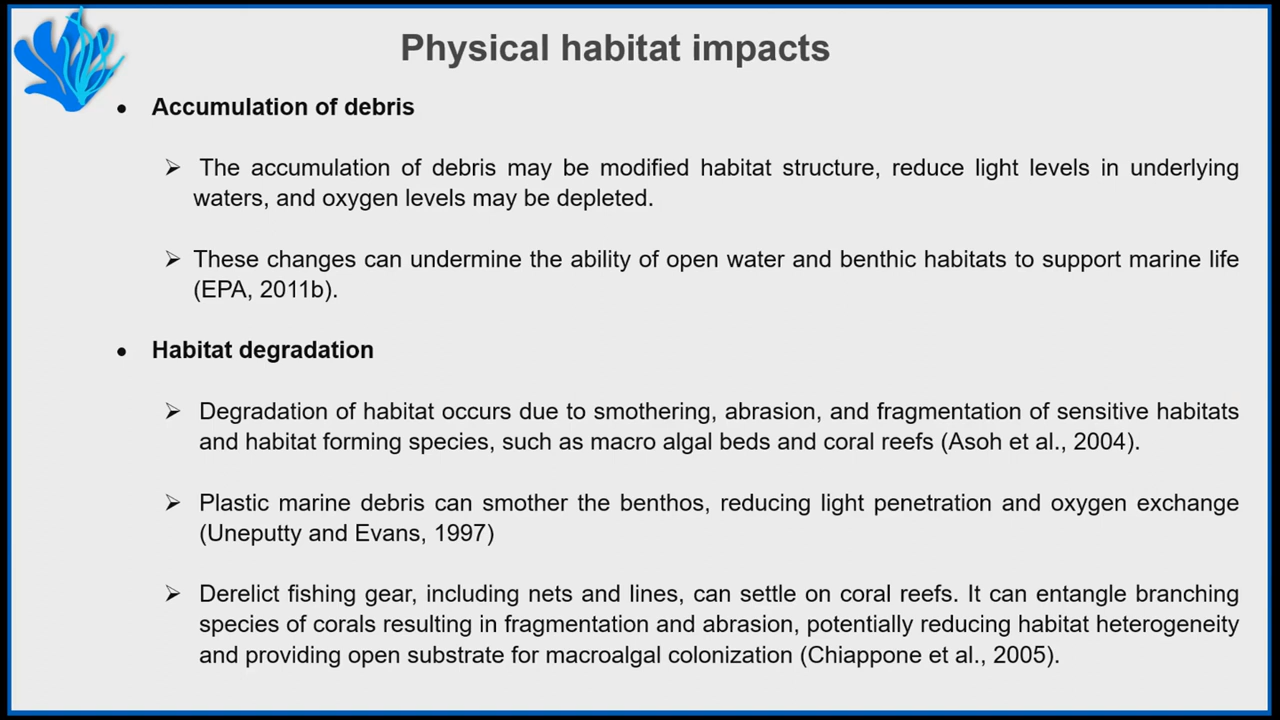 Physical habitat impacts
• Accumulation of debris
➢ The accumulation of debris may be modified habitat structure, reduce light levels in underlying
waters, and oxygen levels may be depleted.
➢ These changes can undermine the ability of open water and benthic habitats to support marine life
(EPA, 2011b).
• Habitat degradation
➢ Degradation of habitat occurs due to smothering, abrasion, and fragmentation of sensitive habitats
and habitat forming species, such as macro algal beds and coral reefs (Asoh et al., 2004).
➢ Plastic marine debris can smother the benthos, reducing light penetration and oxygen exchange
(Uneputty and Evans, 1997)
➢ Derelict fishing gear, including nets and lines, can settle on coral reefs. It can entangle branching
species of corals resulting in fragmentation and abrasion, potentially reducing habitat heterogeneity
and providing open substrate for macroalgal colonization (Chiappone et al., 2005).